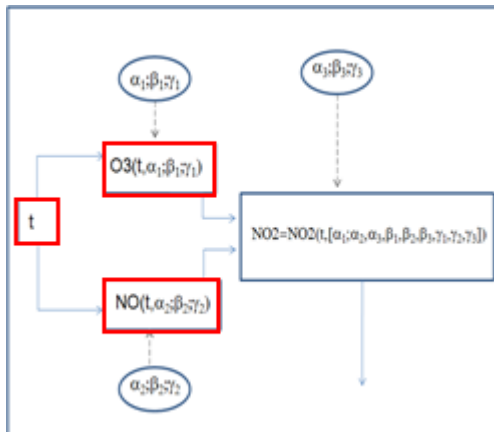 α₁;β₁;γ₁
α₃;β₃;γ₃
O3(t,α₁;β₁;γ₁)
t
NO2=NO2(t,[α₁;α₂,α₃,β₁,β₂,β₃,γ₁,γ₂,γ₃])
NO(t,α₂;β₂;γ₂)
α₂;β₂;γ₂